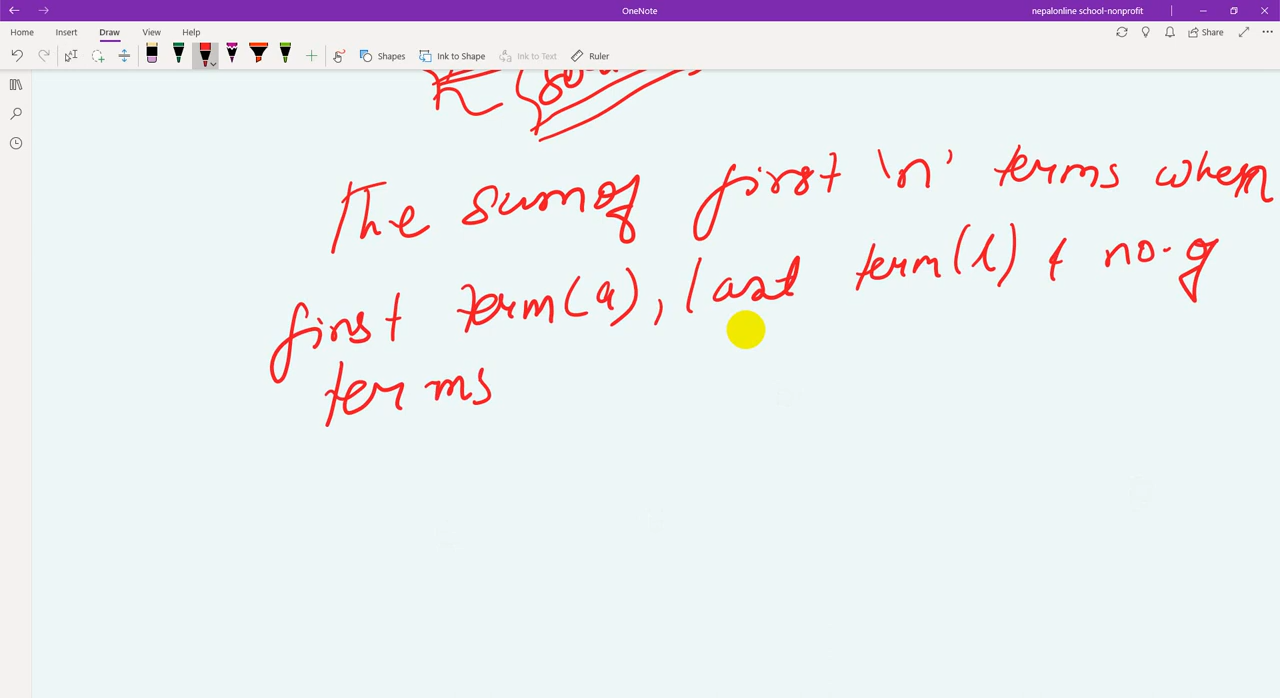 OneNote
nepalonline school-nonprofit
Home Insert Draw View Help
Share
Shapes Ink to Shape Ink to Text Ruler
The sum of first 'n' terms when
first term(a), last term(l) & no. of
terms